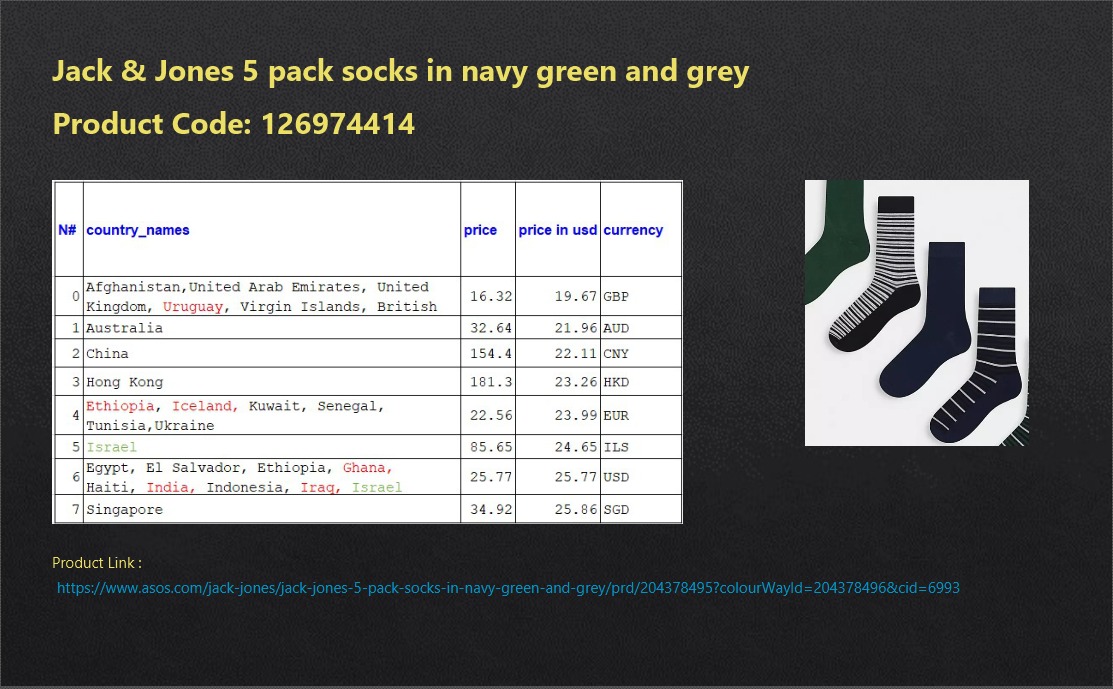 Jack & Jones 5 pack socks in navy green and grey
Product Code: 126974414
N# country_names price price in usd currency
0 Afghanistan,United Arab Emirates, United 16.32 19.67 GBP
Kingdom, Uruguay, Virgin Islands, British
1 Australia 32.64 21.96 AUD
2 China 154.4 22.11 CNY
3 Hong Kong 181.3 23.26 HKD
4 Ethiopia, Iceland, Kuwait, Senegal, 22.56 23.99 EUR
Tunisia,Ukraine
5 Israel 85.65 24.65 ILS
6 Egypt, El Salvador, Ethiopia, Ghana, 25.77 25.77 USD
Haiti, India, Indonesia, Iraq, Israel
7 Singapore 34.92 25.86 SGD
Product Link :
https://www.asos.com/jack-jones/jack-jones-5-pack-socks-in-navy-green-and-grey/prd/204378495?colourWayId=204378496&cid=6993